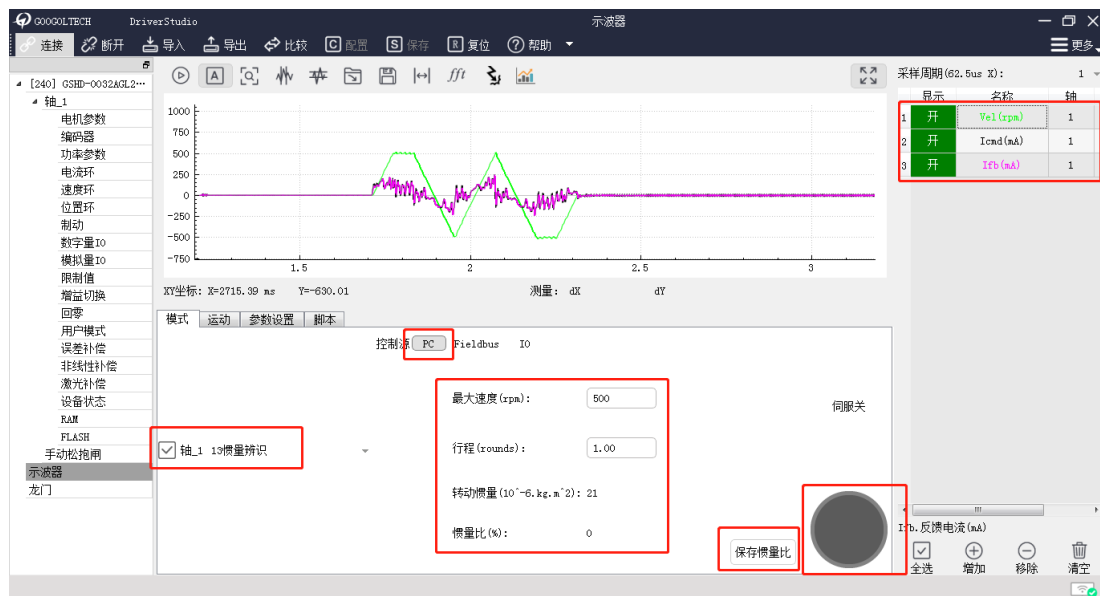 GOOGOLTECH DriverStudio 示波器
连接 断开 导入 导出 比较 C 配置 S 保存 R 复位 ? 帮助 更多
[240] GSHD-0032AGL2···
轴_1
电机参数
编码器
功率参数
电流环
速度环
位置环
制动
数字量IO
模拟量IO
限制值
增益切换
回零
用户模式
误差补偿
非线性补偿
激光补偿
设备状态
RAM
FLASH
手动松抱闸
示波器
龙门
A fft
1000
750
500
250
0
-250
-500
-750
1.5 2 2.5 3
XY坐标: X=2715.39 ms Y=-630.01 测量: dX dY
模式 运动 参数设置 脚本
控制源 PC Fieldbus IO
最大速度(rpm): 500
伺服关
轴_1 13惯量辨识
行程(rounds): 1.00
转动惯量(10^-6.kg.m^2): 21
惯量比(%): 0
保存惯量比
采样周期(62.5us X): 1
显示 名称 轴
1 开 Vel(rpm) 1
2 开 Icmd(mA) 1
3 开 Ifb(mA) 1
Ifb.反馈电流(mA)
全选 增加 移除 清空